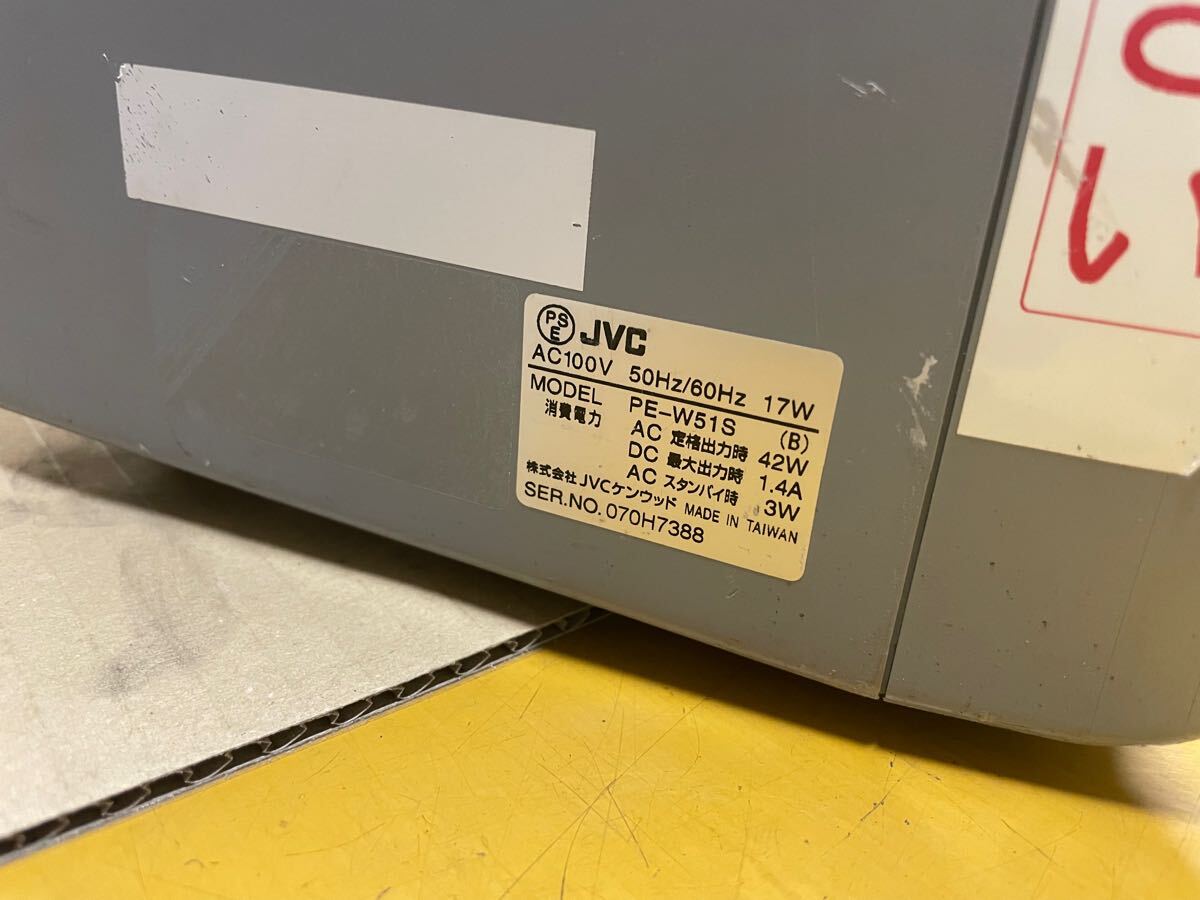 PSE JVC
AC100V 50Hz/60Hz 17W
MODEL PE-W51S (B)
消費電力 AC 定格出力時 42W
DC 最大出力時 1.4A
AC スタンバイ時 3W
株式会社JVCケンウッド MADE IN TAIWAN
SER.NO. 070H7388
い